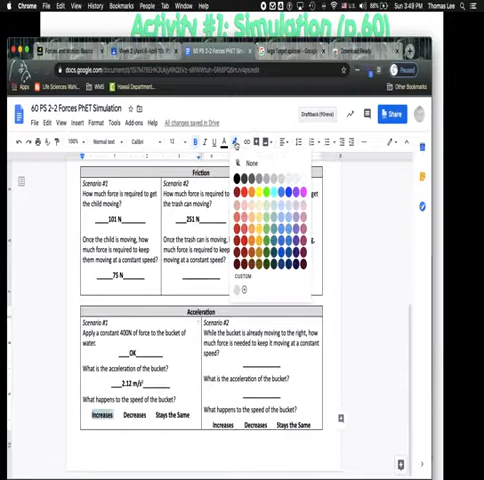 Chrome File Edit View History Bookmarks People Tab Window Help
88% Sun 3:49 PM Thomas Lee
Activity #1: Simulation (p.60)
Forces and Motion: Basics
60 PS 2-2 Forces PhET Simulation
Download Ready
docs.google.com
Paused
Apps Life Sciences
Hawaii Department
Other Bookmarks
60 PS 2-2 Forces PhET Simulation
File Edit View Insert Format Tools Add-ons Help All changes saved in Drive
Share
100% Normal text Calibri 12
None
CUSTOM
Friction
Scenario #1
How much force is required to get
the child moving?
101 N
Once the child is moving, how
much force is required to keep
them moving at a constant speed?
75 N
Scenario #2
How much force is required
the trash can moving?
251 N
Once the trash can is moving,
much force is required to
moving at a constant speed?
Acceleration
Scenario #1
Apply a constant 400N of force to the bucket of
water.
OK
What is the acceleration of the bucket?
2.12 m/s²
What happens to the speed of the bucket?
Increases Decreases Stays the Same
Scenario #2
While the bucket is already moving to the right, how
much force is needed to keep it moving at a constant
speed?
What is the acceleration of the bucket?
What happens to the speed of the bucket?
Increases Decreases Stays the Same